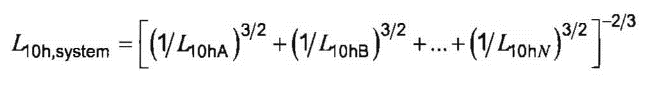 L10h,system = [(1/L10hA)^3/2 + (1/L10hB)^3/2 + ... + (1/L10hN)^3/2]^-2/3